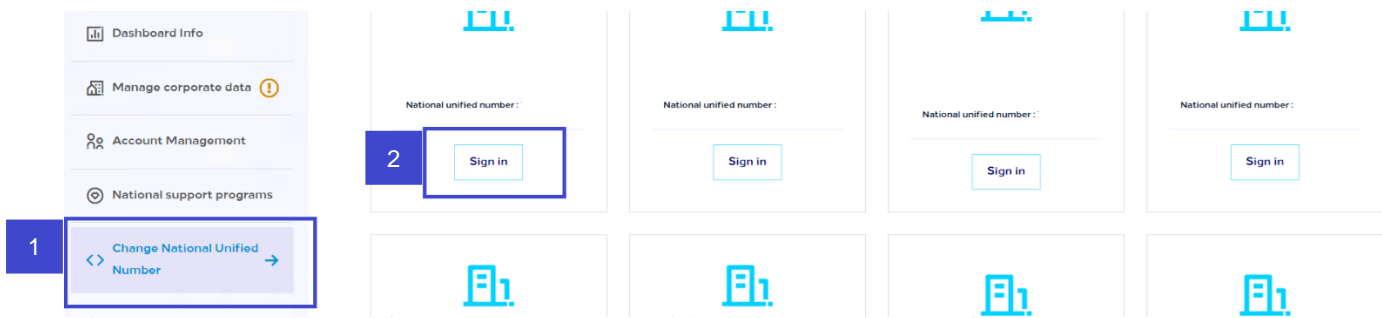 Dashboard Info
Manage corporate data
Account Management
National support programs
1
Change National Unified
Number
National unified number :
2
Sign in
National unified number :
Sign in
National unified number :
Sign in
National unified number :
Sign in